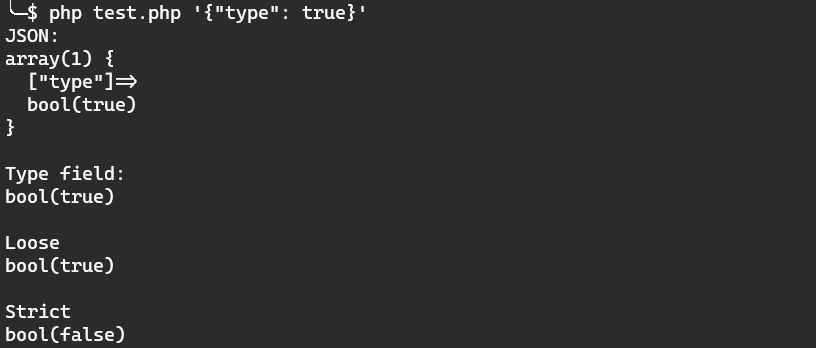 ╰─$ php test.php '{"type": true}'
JSON:
array(1) {
  ["type"]=>
  bool(true)
}

Type field:
bool(true)

Loose
bool(true)

Strict
bool(false)